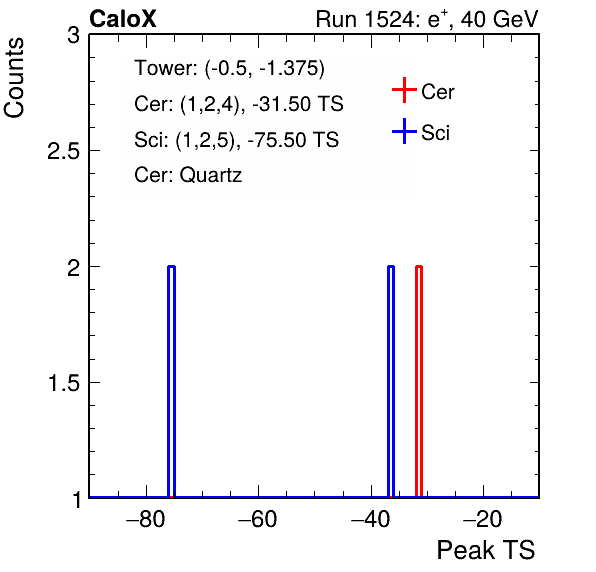 CaloX Run 1524: e⁺, 40 GeV
Counts
3
2.5
2
1.5
1
Tower: (-0.5, -1.375)
Cer: (1,2,4), -31.50 TS
Sci: (1,2,5), -75.50 TS
Cer: Quartz
Cer
Sci
−80 −60 −40 −20
Peak TS